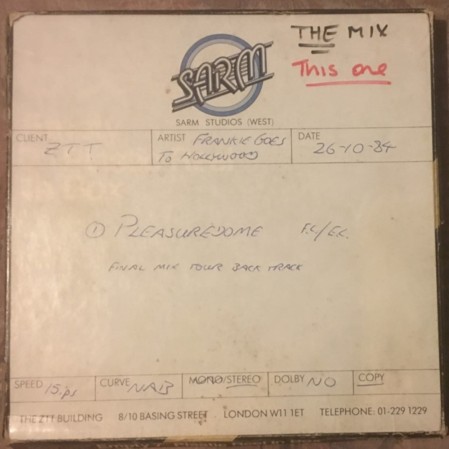 THE MIX
This one
SARM
SARM STUDIOS (WEST)
CLIENT ZTT
ARTIST FRANKIE GOES
TO HOLLYWOOD
DATE
26-10-84
① PLEASUREDOME
FINAL MIX TOUR BACK TRACK
SPEED 15ips
CURVE NAB
MONO/STEREO
DOLBY NO
COPY
THE ZTT BUILDING 8/10 BASING STREET LONDON W11 1ET TELEPHONE: 01-229 1229